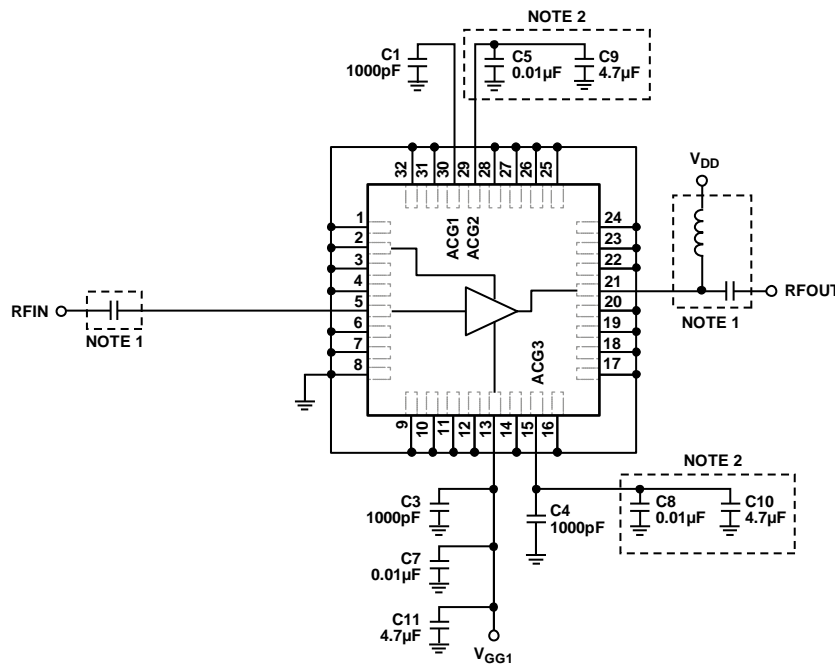 NOTE 2
C1
1000pF
C5
0.01µF
C9
4.7µF
32
31
30
29
28
27
26
25
V_DD
ACG1
ACG2
1
2
3
4
5
6
7
8
24
23
22
21
20
19
18
17
RFIN
NOTE 1
RFOUT
NOTE 1
ACG3
9
10
11
12
13
14
15
16
NOTE 2
C3
1000pF
C4
1000pF
C8
0.01µF
C10
4.7µF
C7
0.01µF
C11
4.7µF
V_GG1